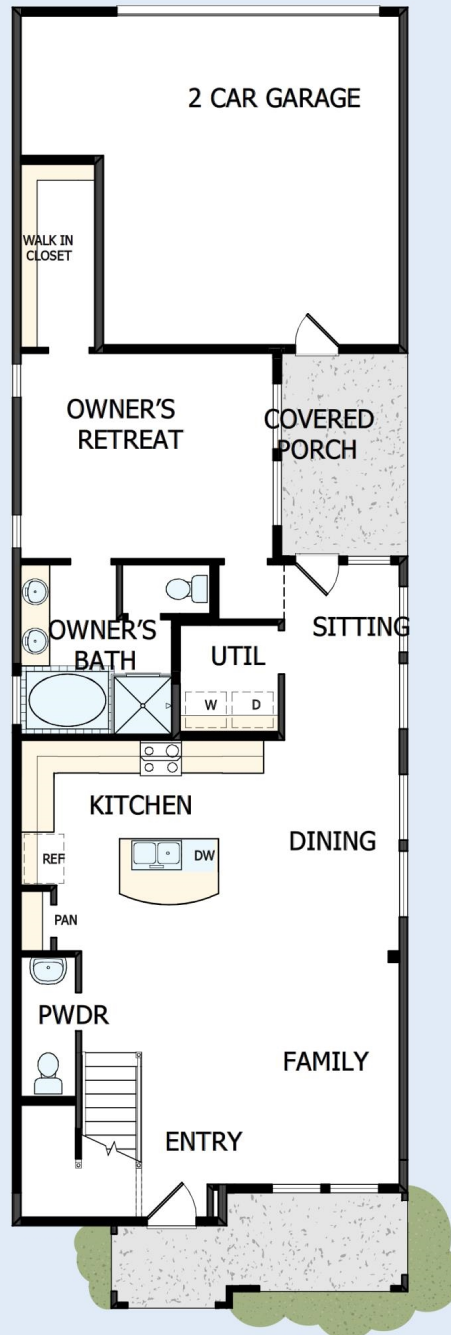 2 CAR GARAGE
WALK IN
CLOSET
OWNER'S
RETREAT
COVERED
PORCH
SITTING
OWNER'S
BATH
UTIL
W
D
KITCHEN
DINING
REF
DW
PAN
PWDR
FAMILY
ENTRY